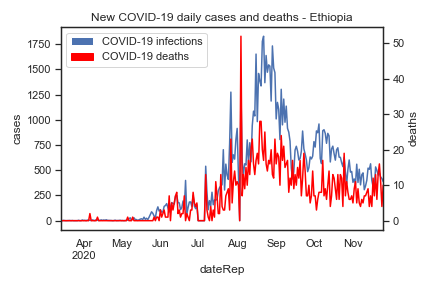 New COVID-19 daily cases and deaths - Ethiopia
COVID-19 infections
COVID-19 deaths
cases
1750
1500
1250
1000
750
500
250
0
deaths
50
40
30
20
10
0
Apr May Jun Jul Aug Sep Oct Nov
2020
dateRep